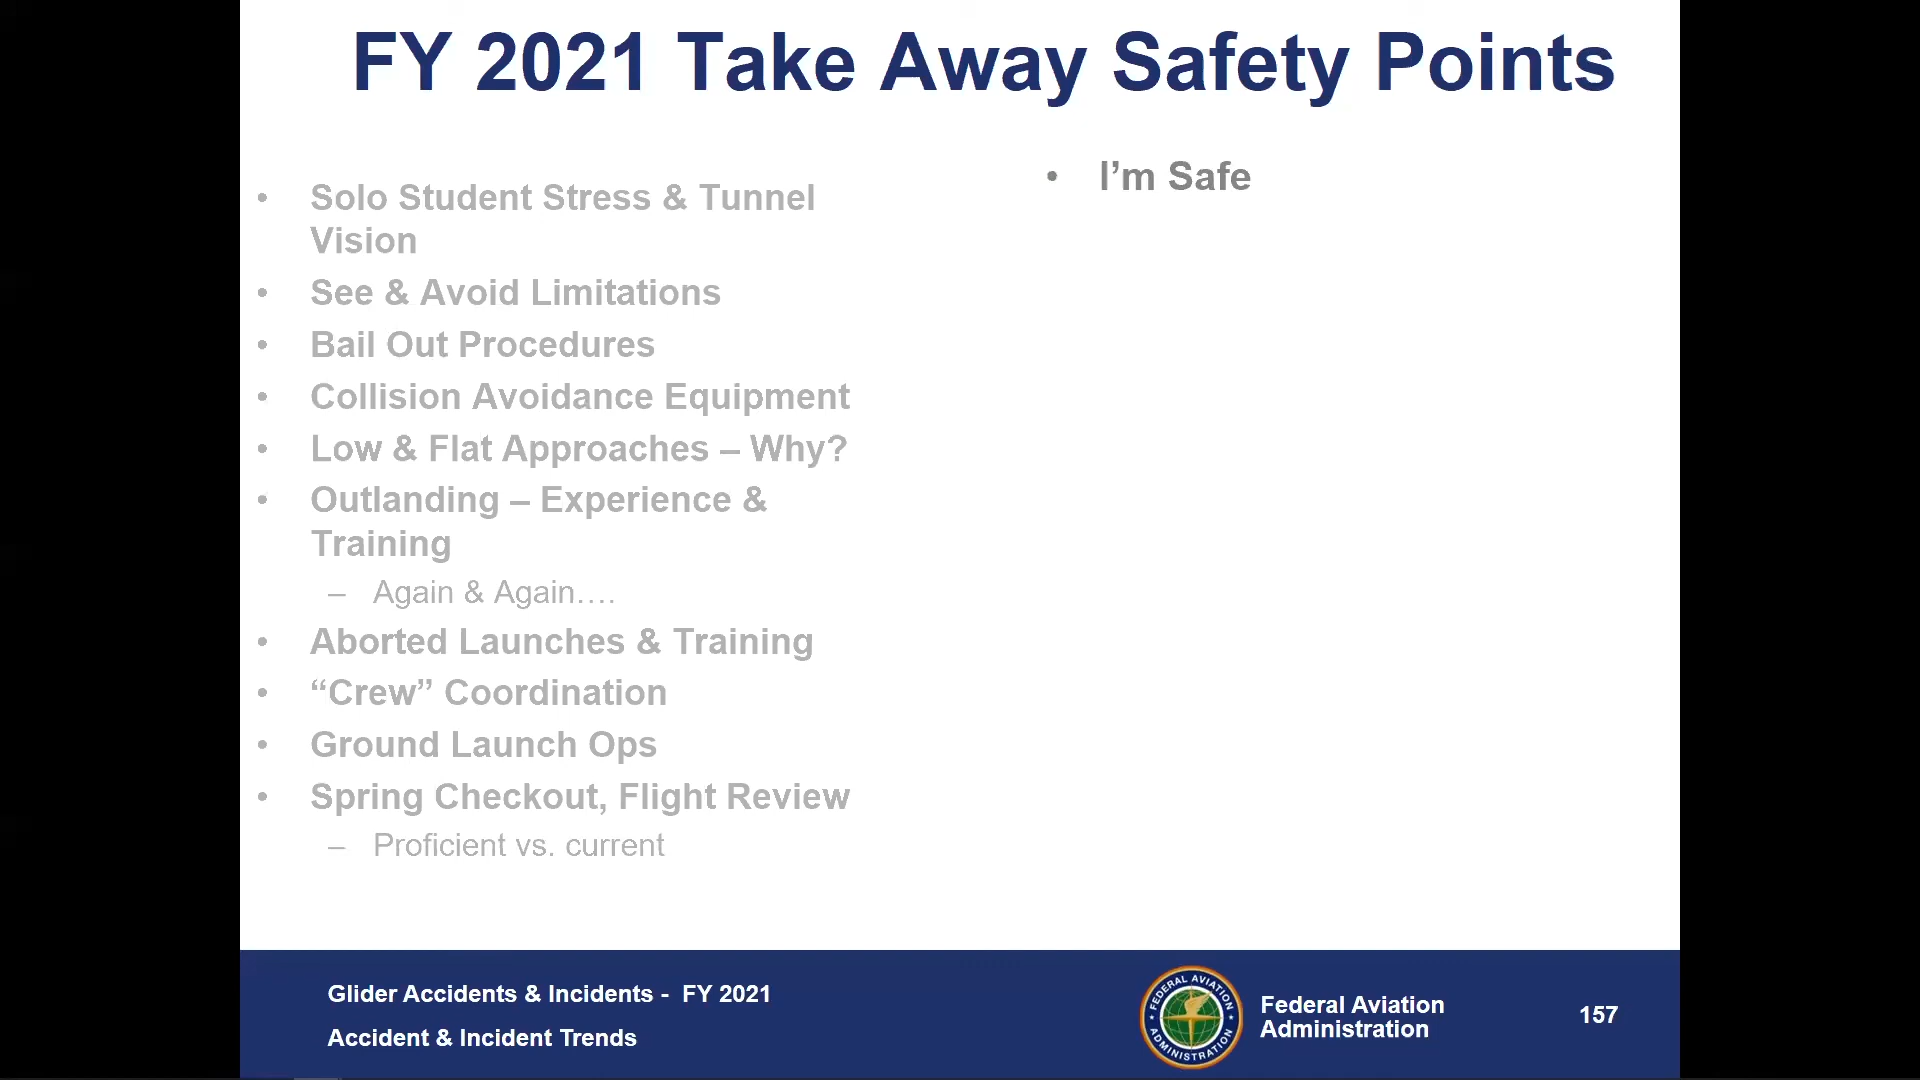 FY 2021 Take Away Safety Points
• Solo Student Stress & Tunnel
Vision
• See & Avoid Limitations
• Bail Out Procedures
• Collision Avoidance Equipment
• Low & Flat Approaches – Why?
• Outlanding – Experience &
Training
– Again & Again….
• Aborted Launches & Training
• “Crew” Coordination
• Ground Launch Ops
• Spring Checkout, Flight Review
– Proficient vs. current
• I’m Safe
Glider Accidents & Incidents - FY 2021
Accident & Incident Trends
FEDERAL AVIATION
ADMINISTRATION
Federal Aviation
Administration
157